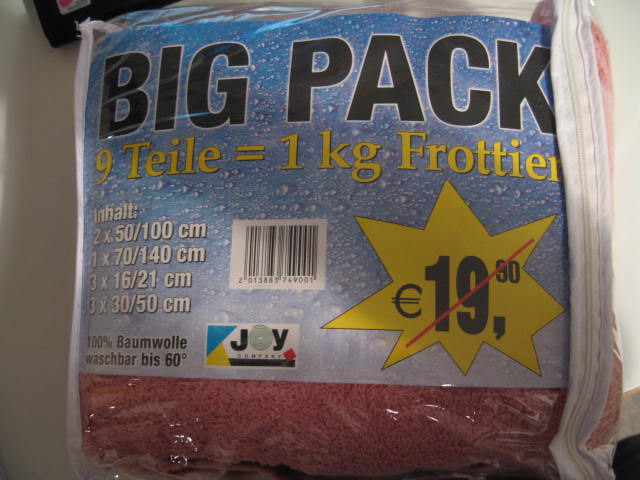 BIG PACK
9 Teile = 1 kg Frottier
Inhalt:
2 x 50/100 cm
1 x 70/140 cm
3 x 16/21 cm
3 x 30/50 cm
2 013883 749001
€ 19,90
100% Baumwolle
waschbar bis 60°
JOY
COMPANY